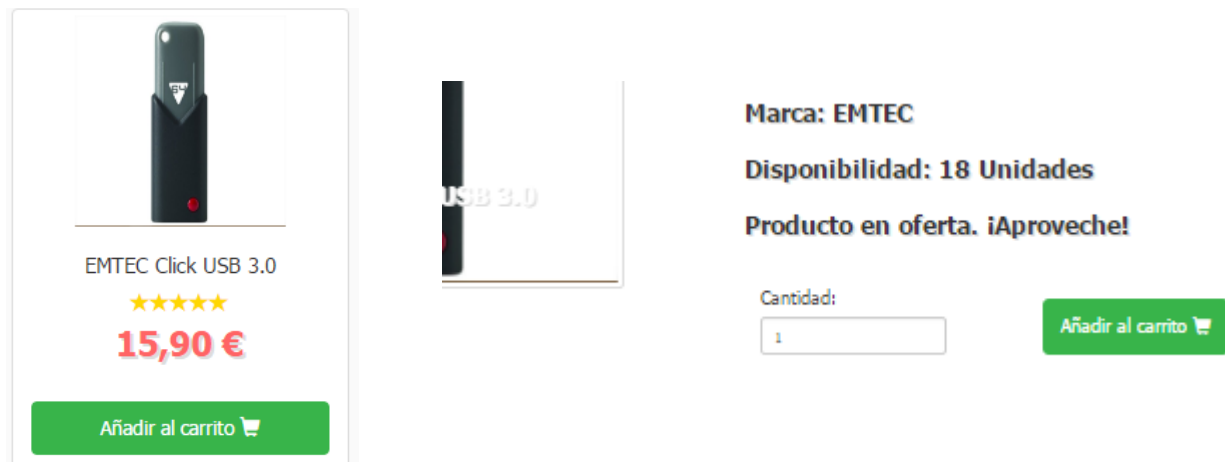 64
EMTEC Click USB 3.0
15,90 €
Añadir al carrito
USB 3.0
Marca: EMTEC
Disponibilidad: 18 Unidades
Producto en oferta. ¡Aproveche!
Cantidad:
1
Añadir al carrito